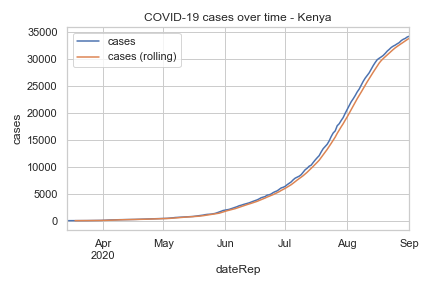 COVID-19 cases over time - Kenya
cases
cases (rolling)
35000
30000
25000
20000
15000
10000
5000
0
cases
Apr
2020
May
Jun
Jul
Aug
Sep
dateRep